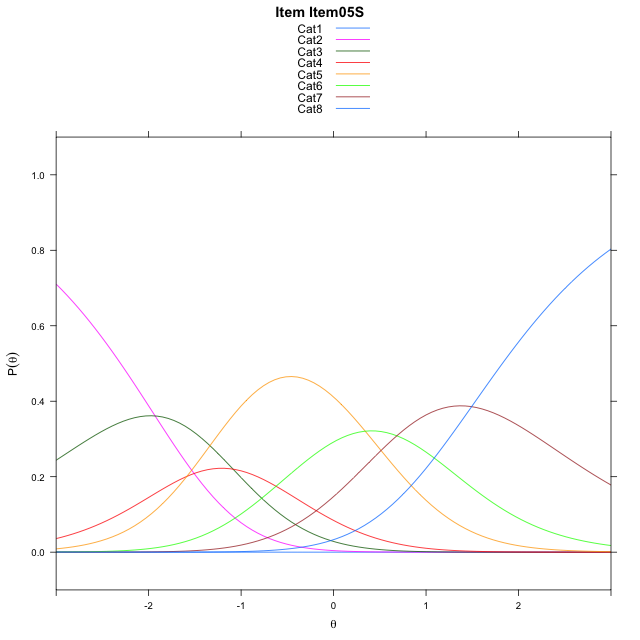 Item Item05S
Cat1
Cat2
Cat3
Cat4
Cat5
Cat6
Cat7
Cat8
1.0
0.8
0.6
0.4
0.2
0.0
P(θ)
-2 -1 0 1 2
θ